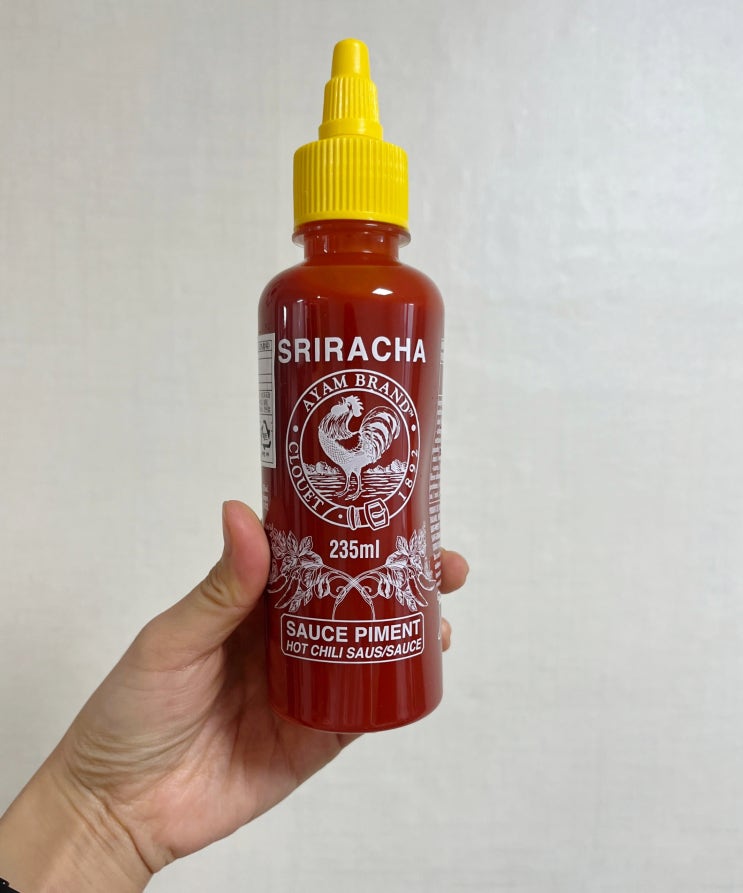 SRIRACHA
AYAM BRAND™
CLOUET 1892
235ml
SAUCE PIMENT
HOT CHILI SAUS/SAUCE